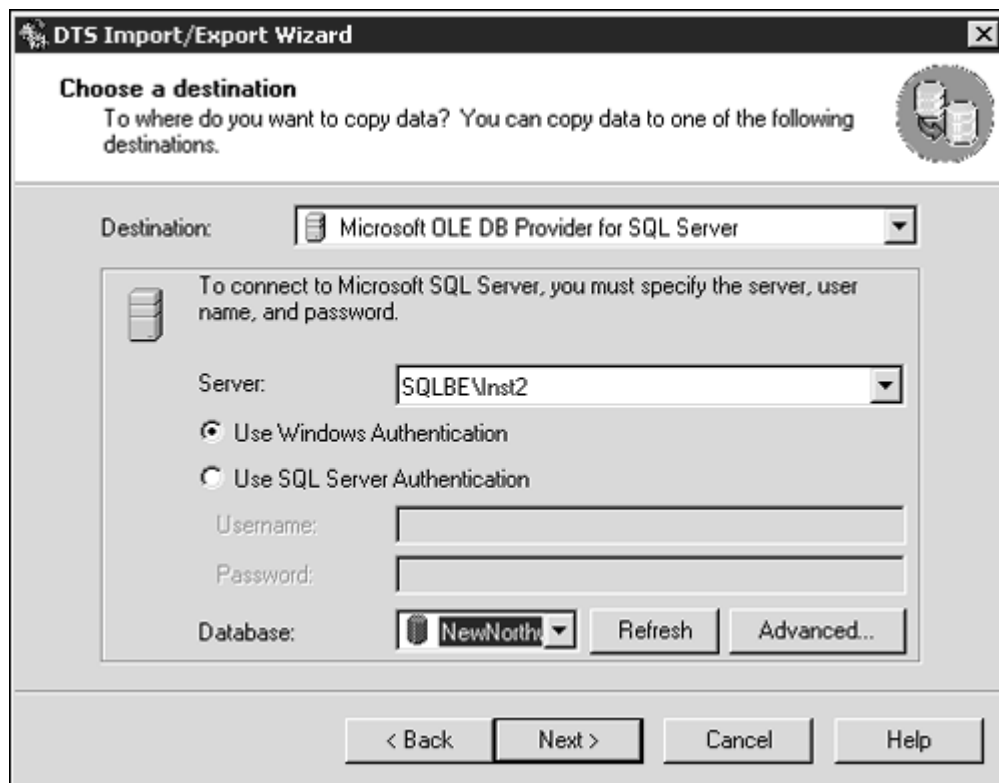 DTS Import/Export Wizard
Choose a destination
To where do you want to copy data? You can copy data to one of the following
destinations.
Destination: Microsoft OLE DB Provider for SQL Server
To connect to Microsoft SQL Server, you must specify the server, user
name, and password.
Server: SQLBE\Inst2
Use Windows Authentication
Use SQL Server Authentication
Username:
Password:
Database: NewNorthw Refresh Advanced...
< Back Next > Cancel Help